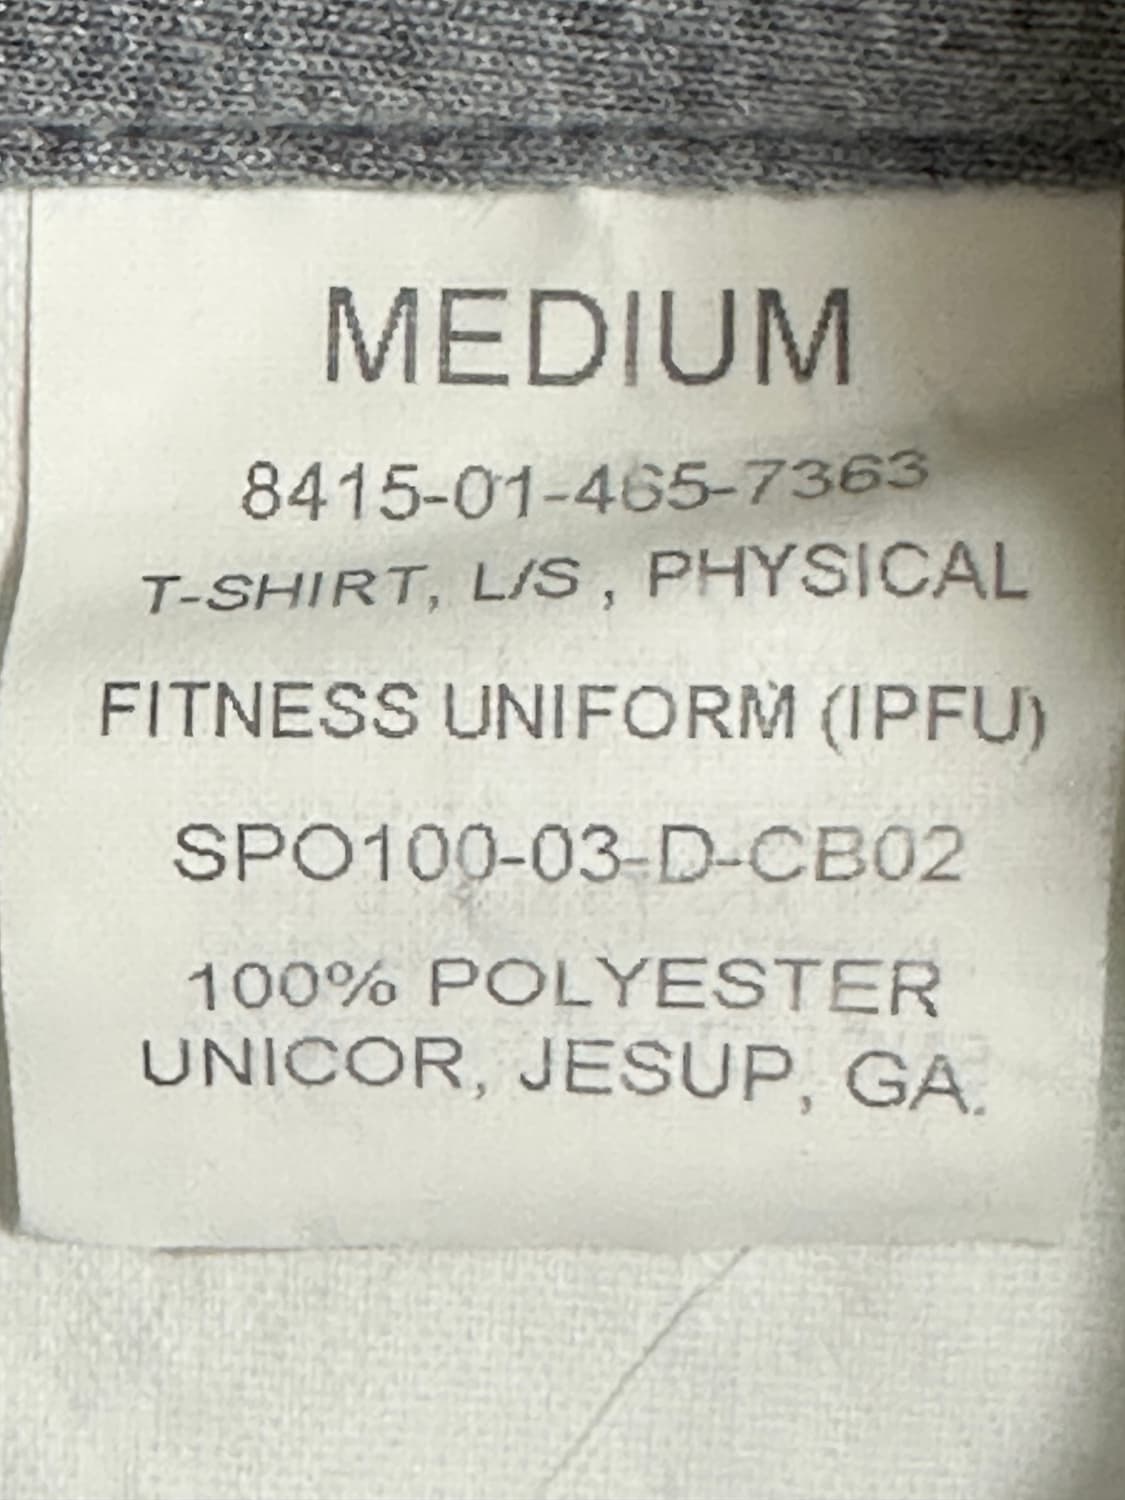 MEDIUM
8415-01-465-7363
T-SHIRT, L/S , PHYSICAL
FITNESS UNIFORM (IPFU)
SPO100-03-D-CB02
100% POLYESTER
UNICOR, JESUP, GA.